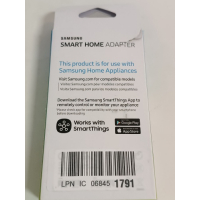 SAMSUNG
SMART HOME ADAPTER
This product is for use with
Samsung Home Appliances
Visit Samsung.com for compatible models
Download the Samsung SmartThings App to
remotely control or monitor your appliance
Works with
SmartThings
Google Play
App Store
LPN IC 06845 1791